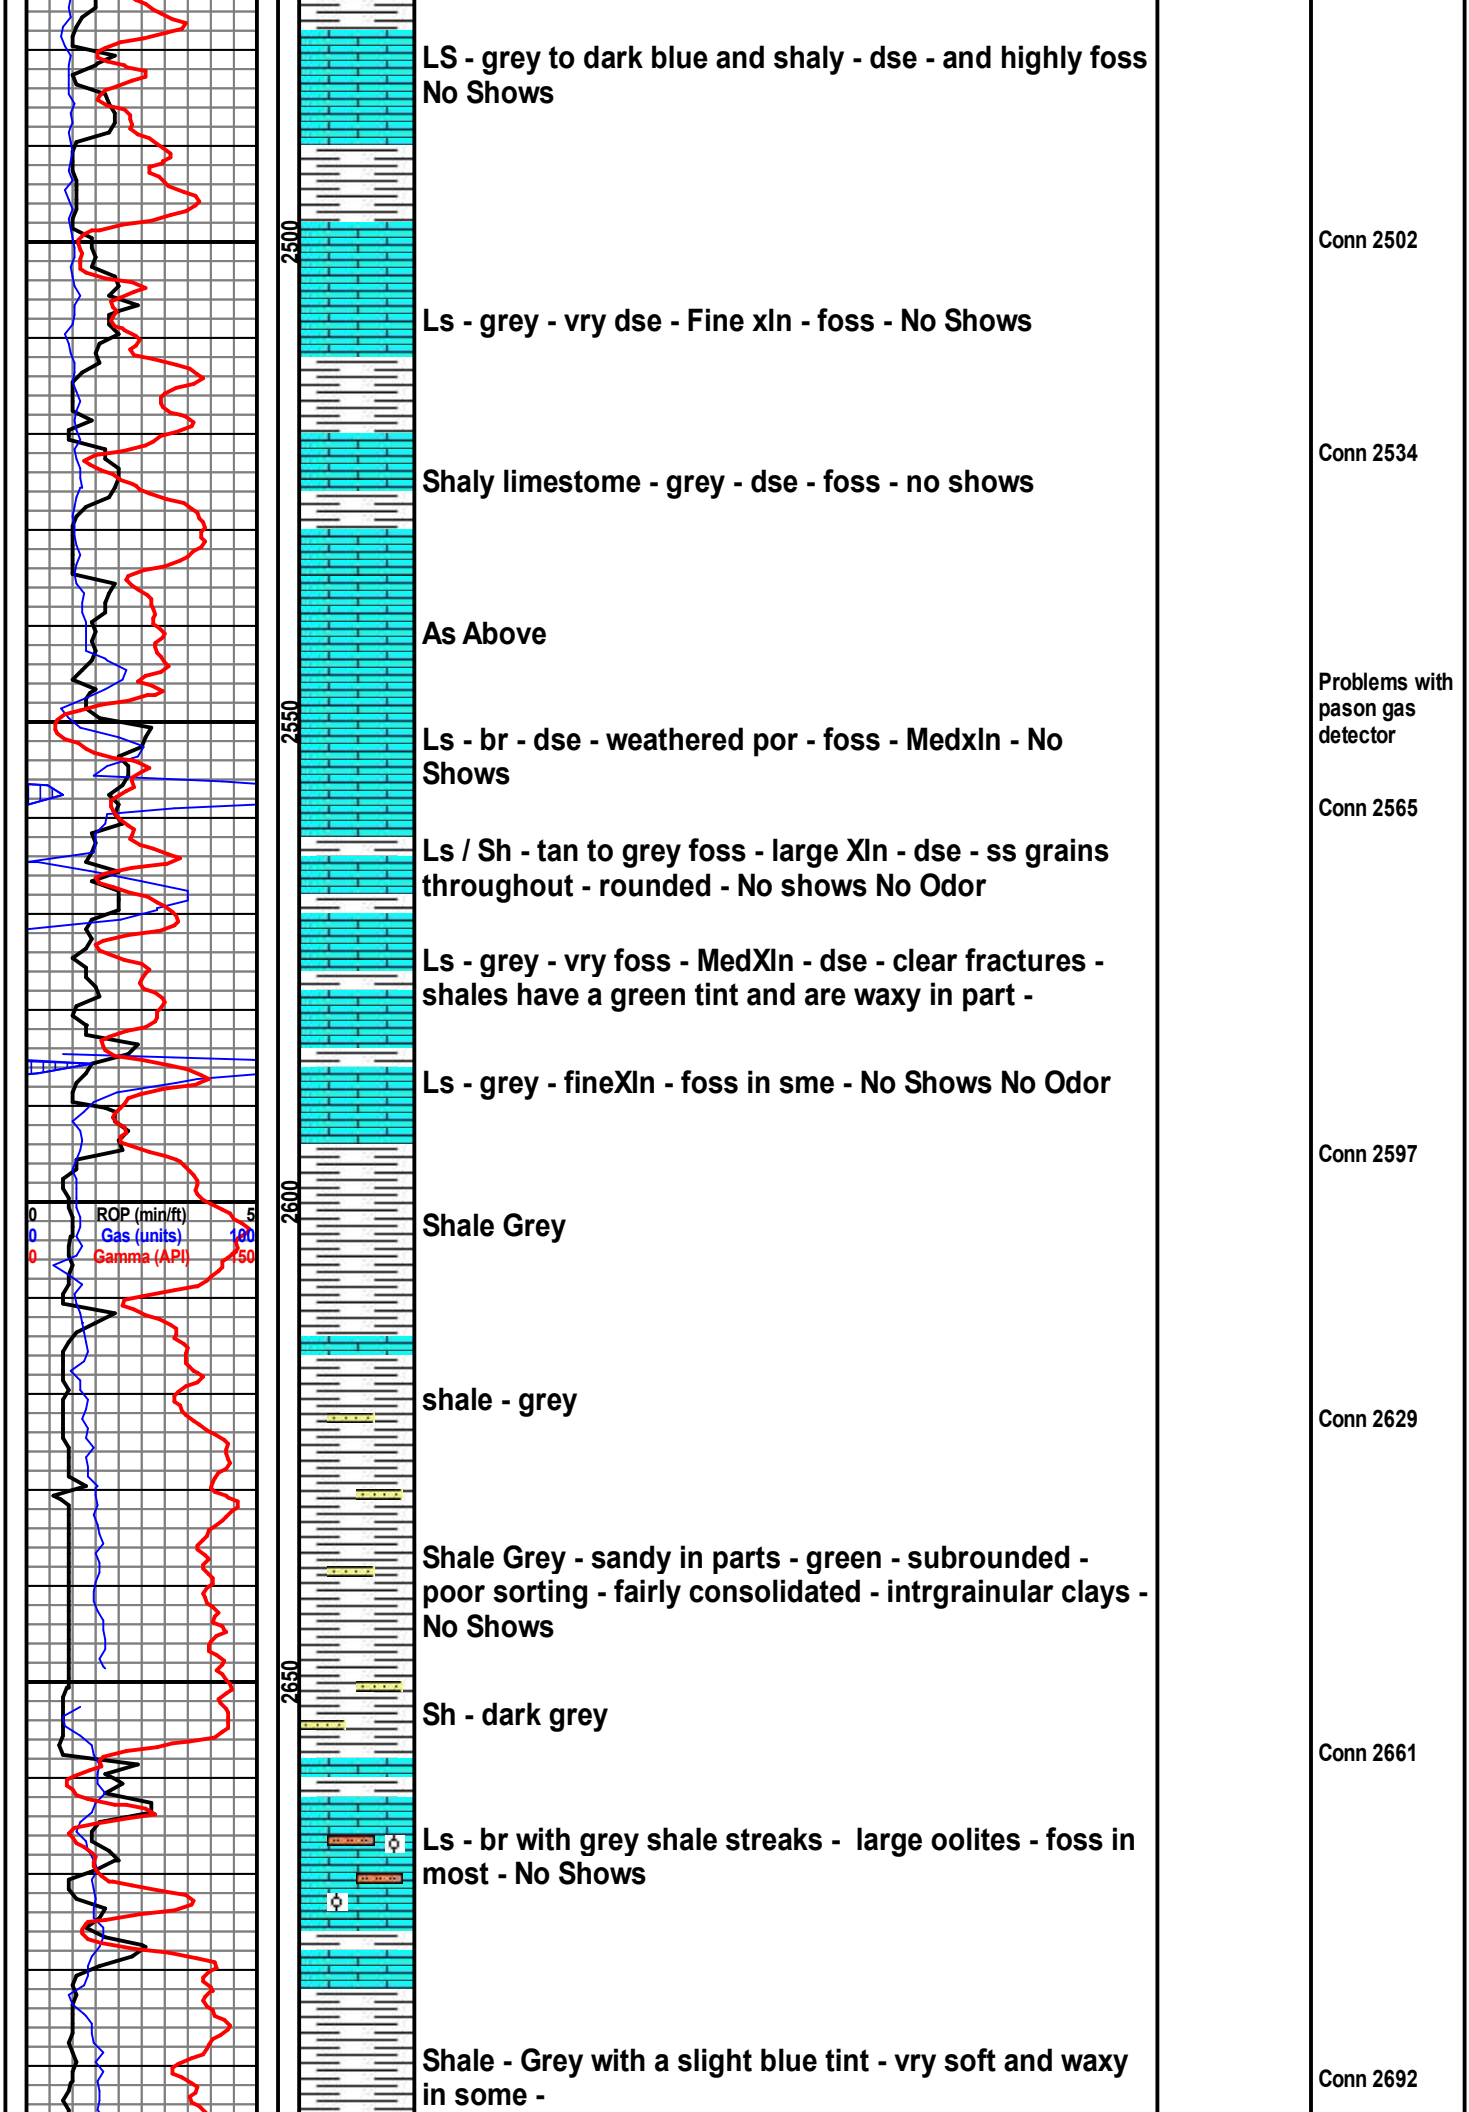 LS - grey to dark blue and shaly - dse - and highly foss
No Shows
2500
Conn 2502
Ls - grey - vry dse - Fine xln - foss - No Shows
Conn 2534
Shaly limestome - grey - dse - foss - no shows
As Above
Problems with
pason gas
detector
2550
Ls - br - dse - weathered por - foss - Medxln - No
Shows
Conn 2565
Ls / Sh - tan to grey foss - large Xln - dse - ss grains
throughout - rounded - No shows No Odor
Ls - grey - vry foss - MedXln - dse - clear fractures -
shales have a green tint and are waxy in part -
Ls - grey - fineXln - foss in sme - No Shows No Odor
Conn 2597
2600
0 ROP (min/ft) 5
0 Gas (units) 100
0 Gamma (API) 150
Shale Grey
shale - grey
Conn 2629
Shale Grey - sandy in parts - green - subrounded -
poor sorting - fairly consolidated - intrgrainular clays -
No Shows
2650
Sh - dark grey
Conn 2661
Ls - br with grey shale streaks -  large oolites - foss in
most - No Shows
Shale - Grey with a slight blue tint - vry soft and waxy
in some -
Conn 2692